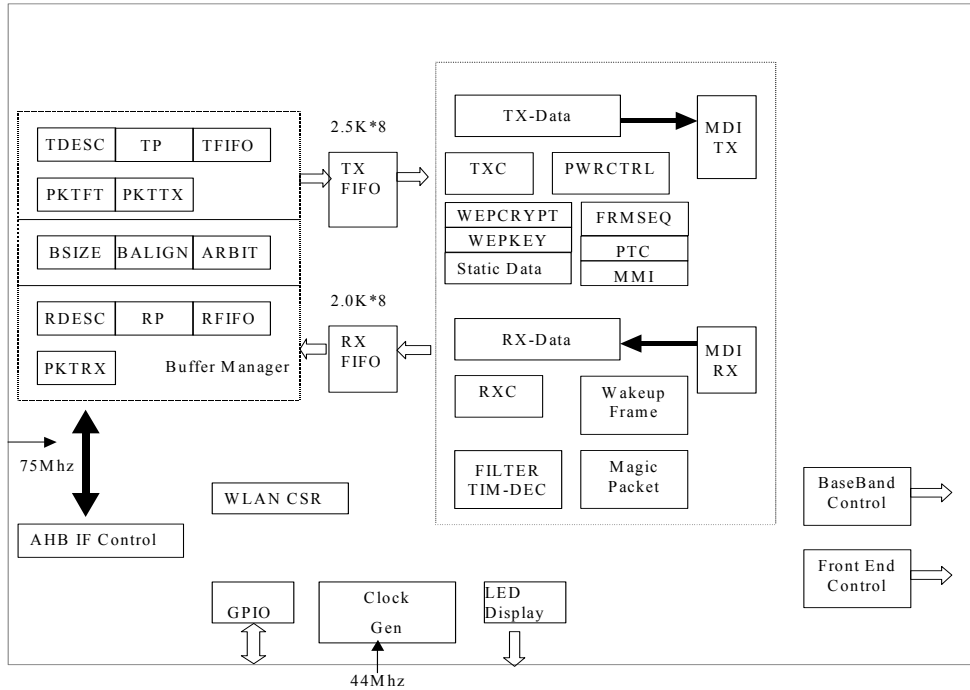 TDESC TP TFIFO
PKTFT PKTTX
BSIZE BALIGN ARBIT
RDESC RP RFIFO
PKTRX
Buffer Manager
75Mhz
AHB IF Control
2.5K*8
TX
FIFO
2.0K*8
RX
FIFO
TX-Data
MDI
TX
TXC
PWRCTRL
WEPCRYPT
WEPKEY
Static Data
FRMSEQ
PTC
MMI
RX-Data
MDI
RX
RXC
Wakeup
Frame
FILTER
TIM-DEC
Magic
Packet
WLAN CSR
BaseBand
Control
Front End
Control
GPIO
Clock
Gen
LED
Display
44Mhz